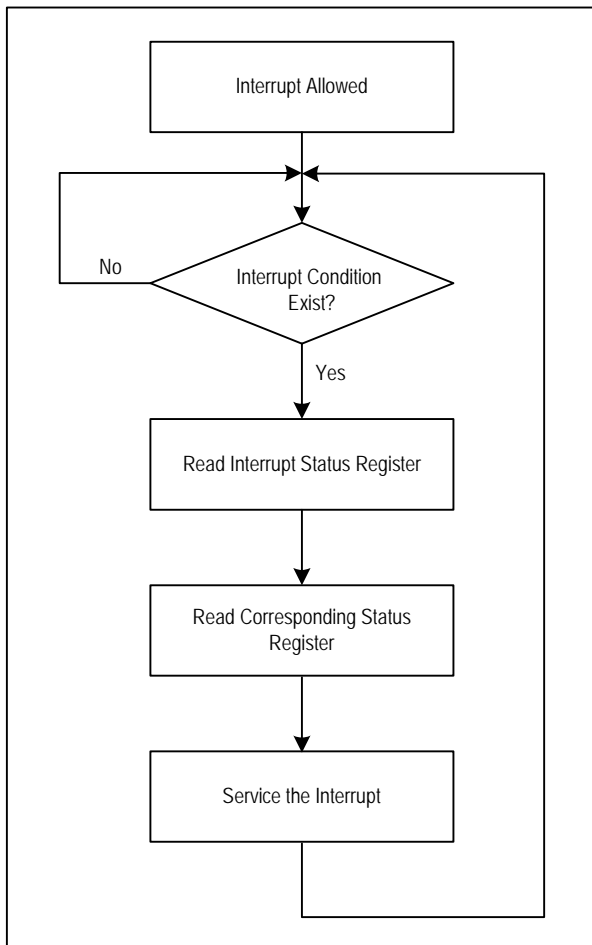 Interrupt Allowed
Interrupt Condition
Exist?
No
Yes
Read Interrupt Status Register
Read Corresponding Status
Register
Service the Interrupt